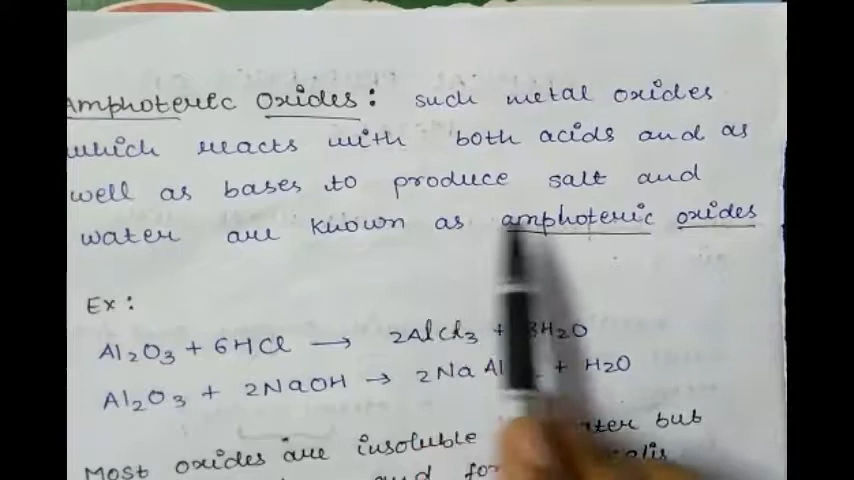 Amphoteric Oxides: such metal oxides
which reacts with both acids and as
well as bases to produce salt and
water are known as amphoteric oxides
Ex:
Al₂O₃ + 6HCl → 2AlCl₃ + 3H₂O
Al₂O₃ + 2NaOH → 2NaAl + H₂O
Most oxides are insoluble but
and